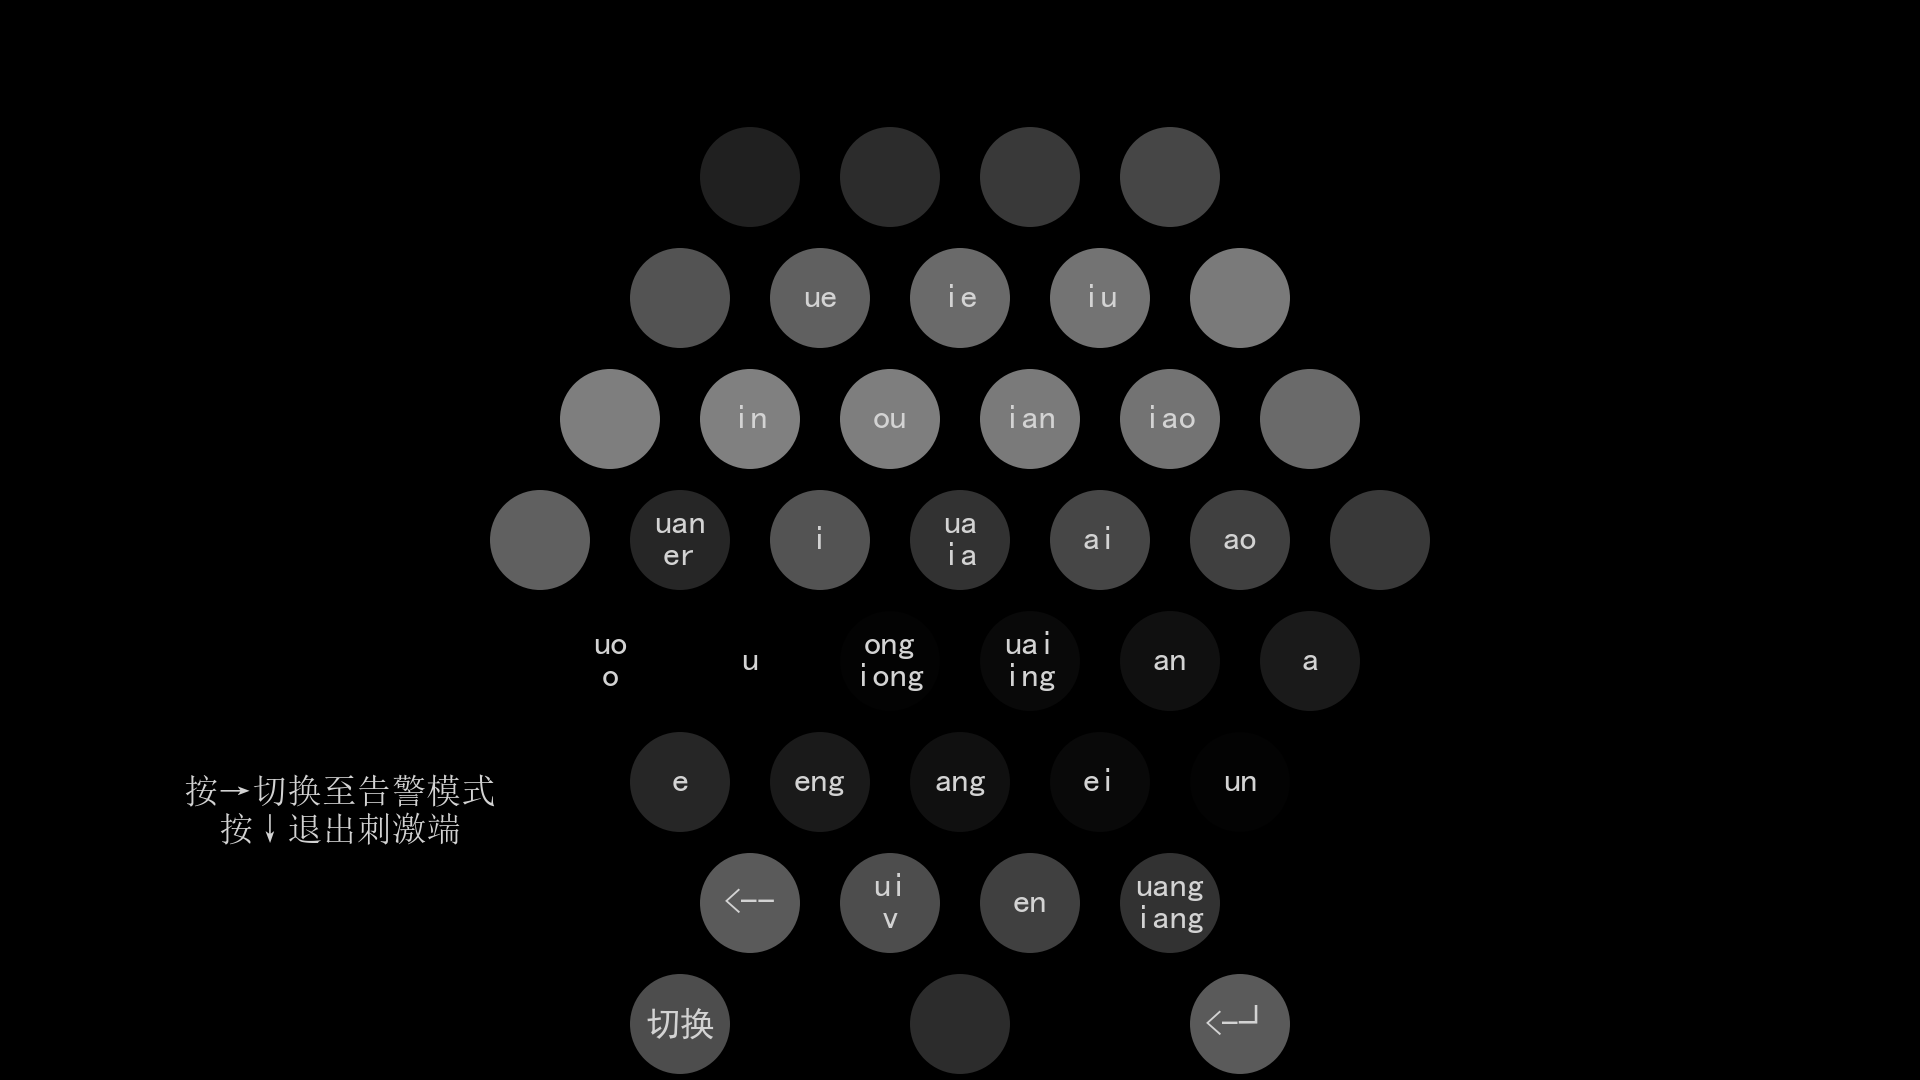 ue
ie
iu
in
ou
ian
iao
uan
er
i
ua
ia
ai
ao
uo
o
u
ong
iong
uai
ing
an
a
e
eng
ang
ei
un
按→切换至告警模式
按↓退出刺激端
<--
ui
v
en
uang
iang
切换
<-┘